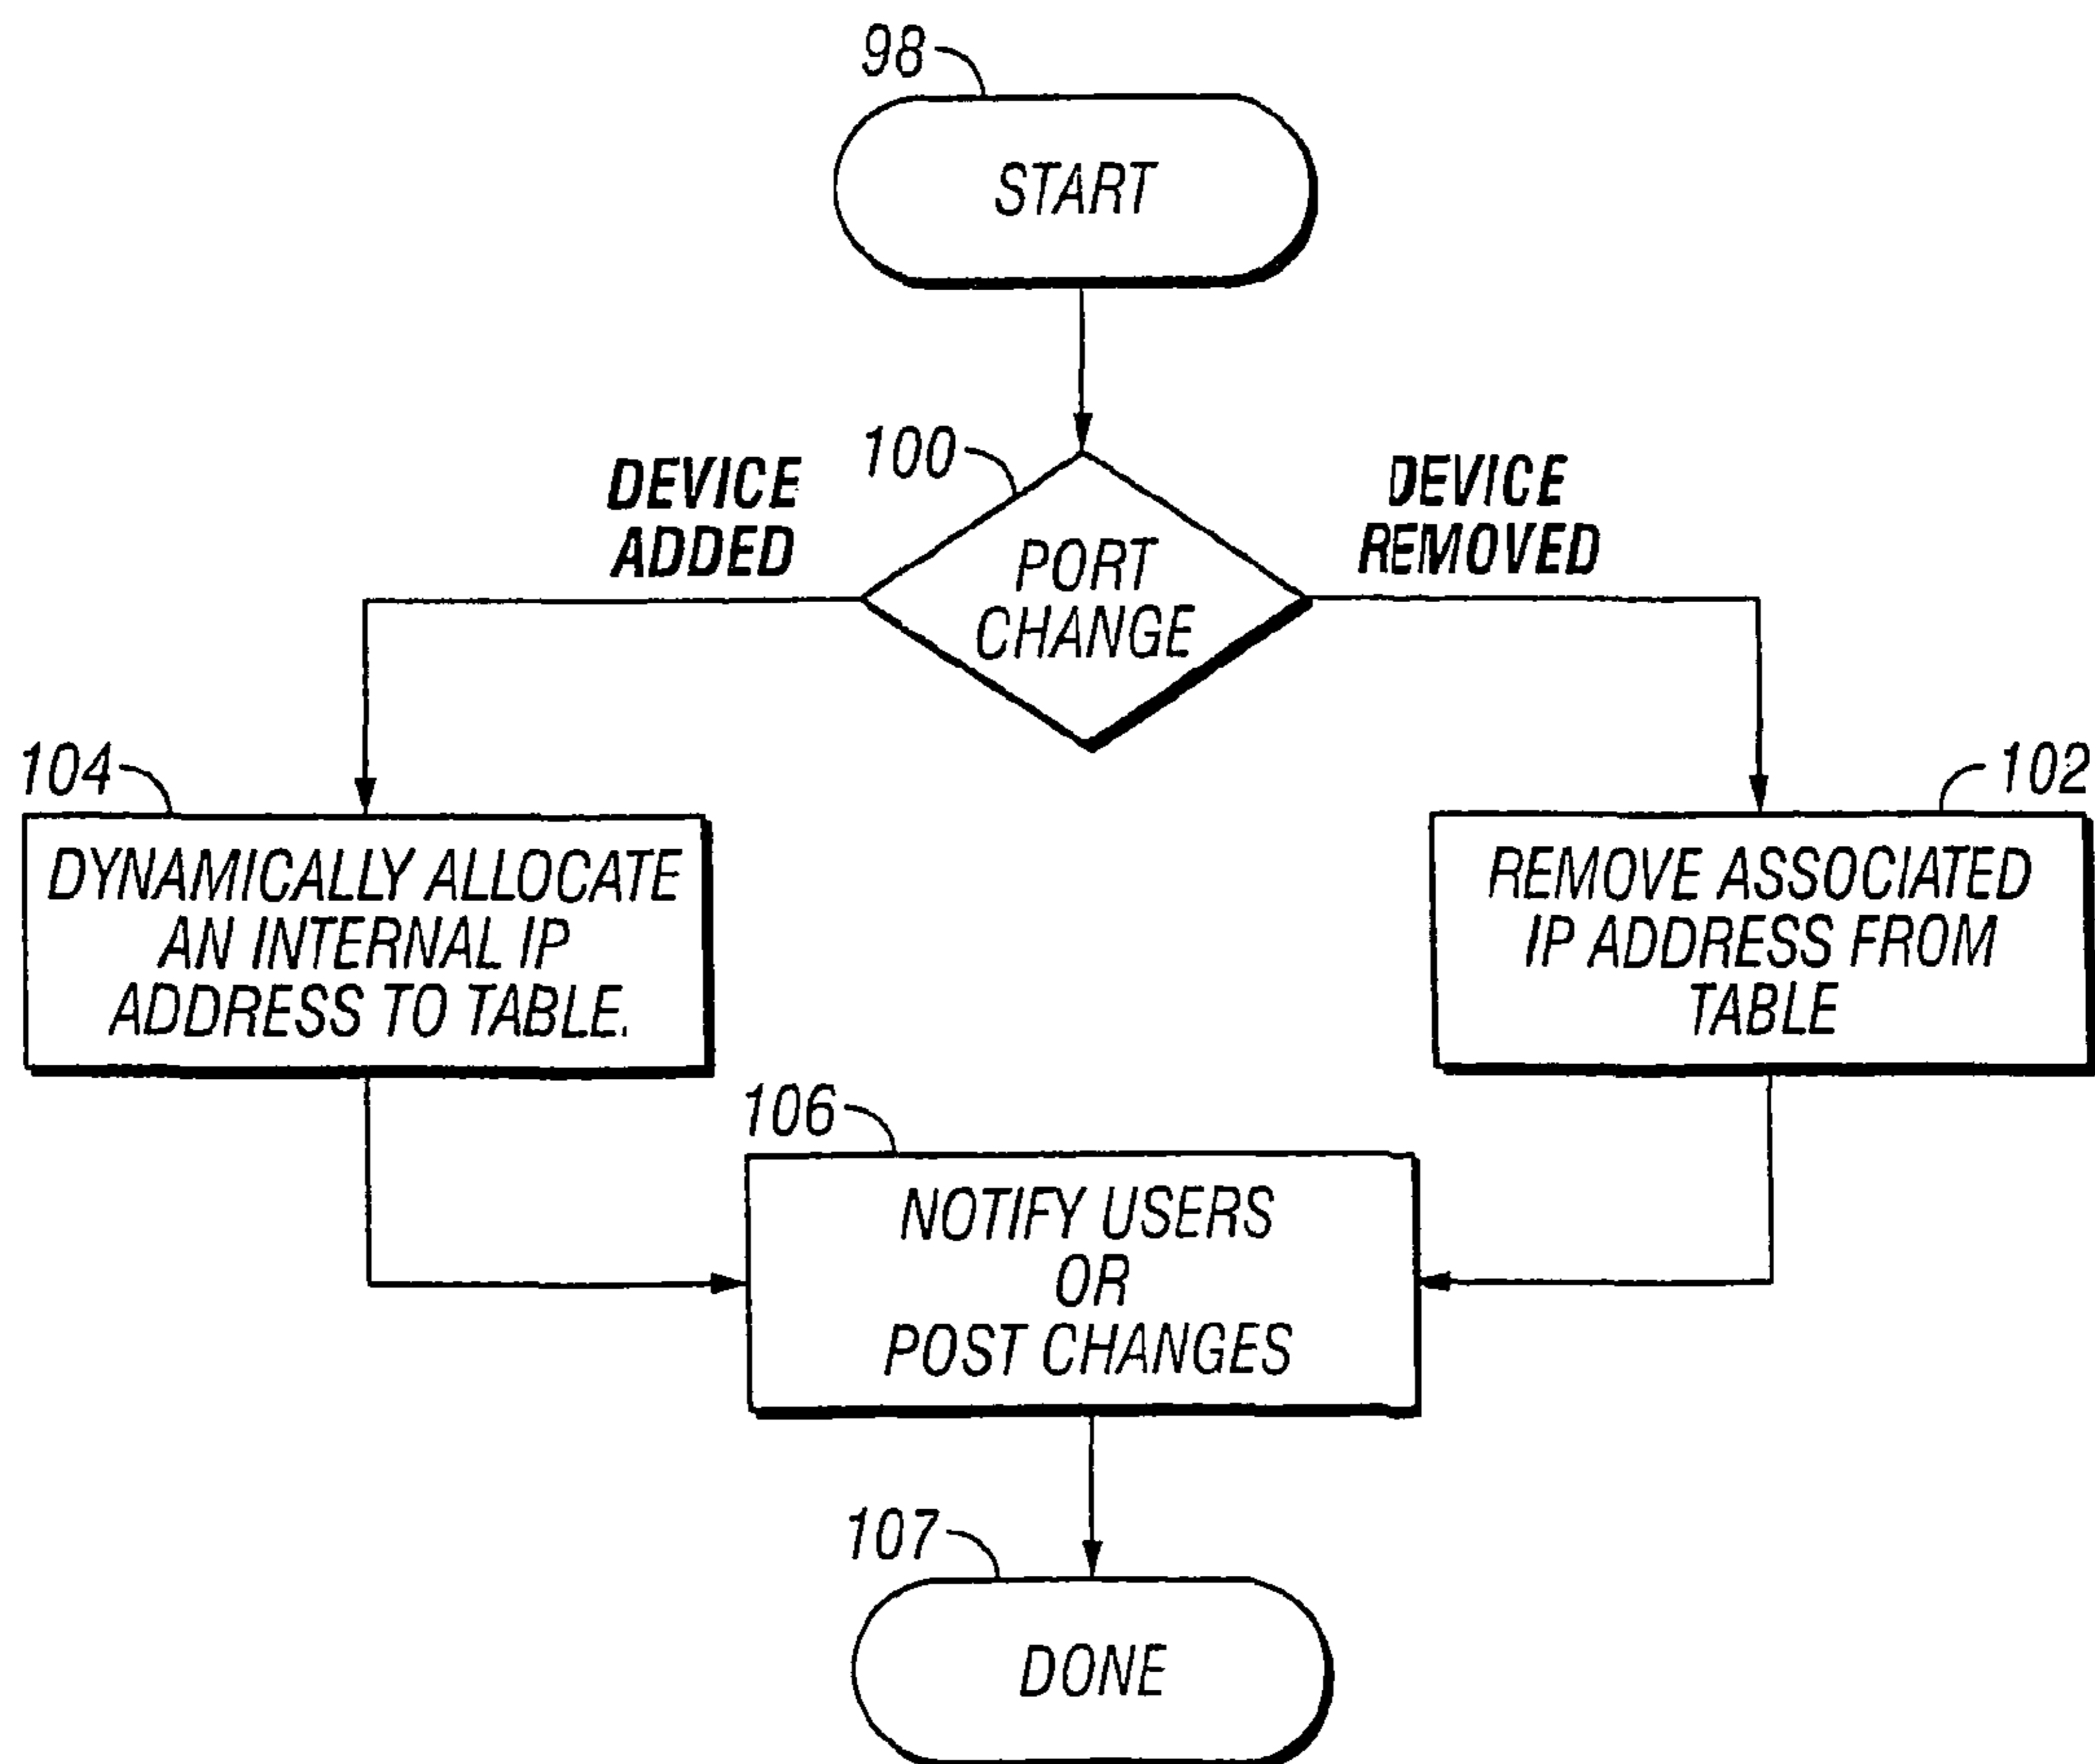 98
START
100
DEVICE
ADDED
DEVICE
REMOVED
PORT
CHANGE
104
DYNAMICALLY ALLOCATE
AN INTERNAL IP
ADDRESS TO TABLE.
102
REMOVE ASSOCIATED
IP ADDRESS FROM
TABLE
106
NOTIFY USERS
OR
POST CHANGES
107
DONE